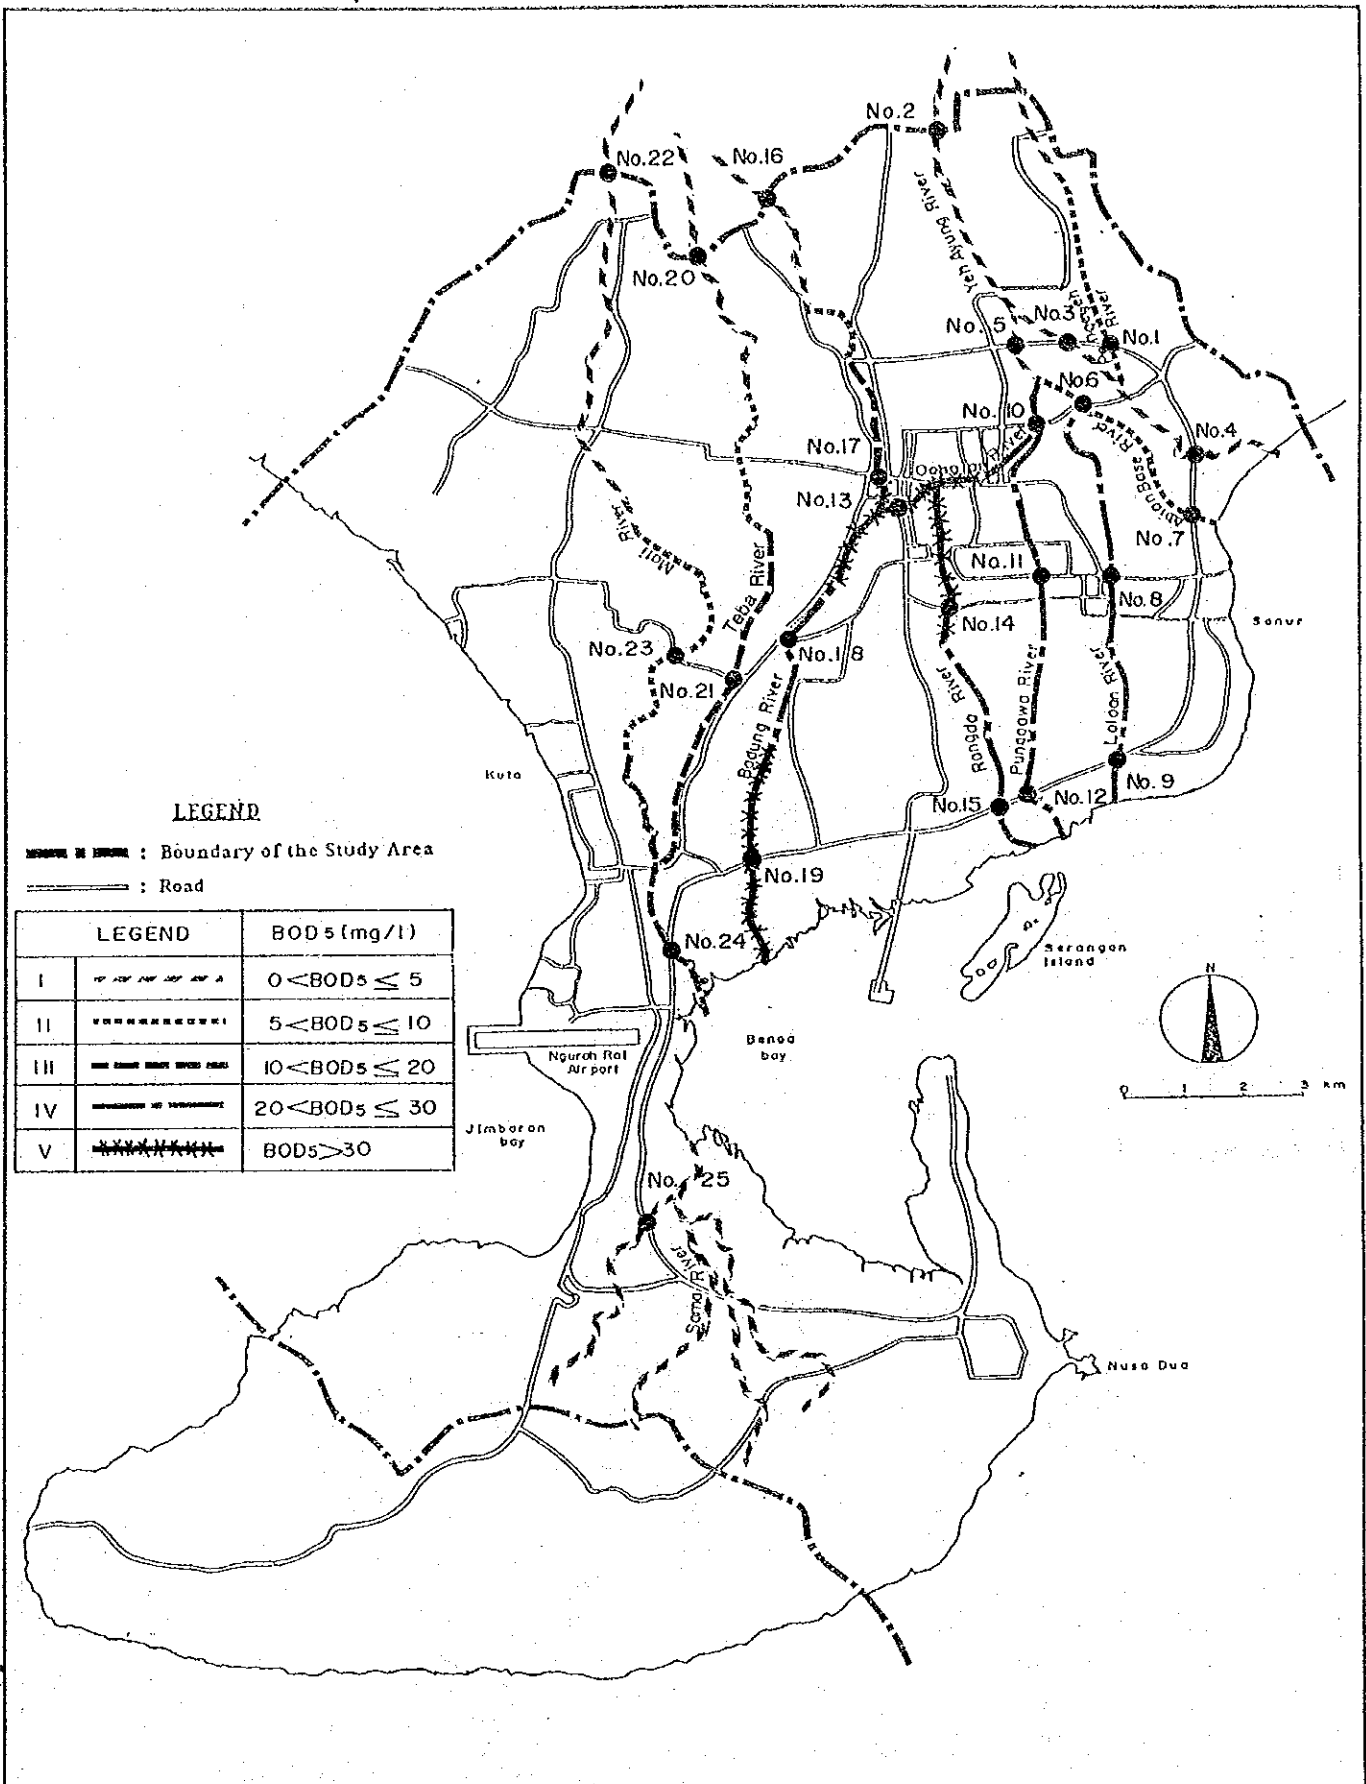 No.2
No.22
No.16
No.20
Yeh Ayung River
No.3
No. 5
River
No.1
No.6
No. 10
No.4
No.17
River
Abian Base River
No.13
No.7
Mati River
Teba River
No.11
No.8
No.14
Sanur
No.23
No.18
No.21
Badung River
Rangda River
Punggawa River
Loloan River
Kuta
No.9
No.12
No.15
LEGEND
: Boundary of the Study Area
: Road
No.19
LEGEND BOD5(mg/l)
I 0<BOD5≤ 5
II 5<BOD5≤ 10
III 10<BOD5≤ 20
IV 20<BOD5≤ 30
V BOD5>30
No.24
Serangan
Island
N
Benoa
bay
Ngurah Rai
Airport
0 1 2 3 km
Jimbaran
bay
No. 25
Sama River
Nusa Dua